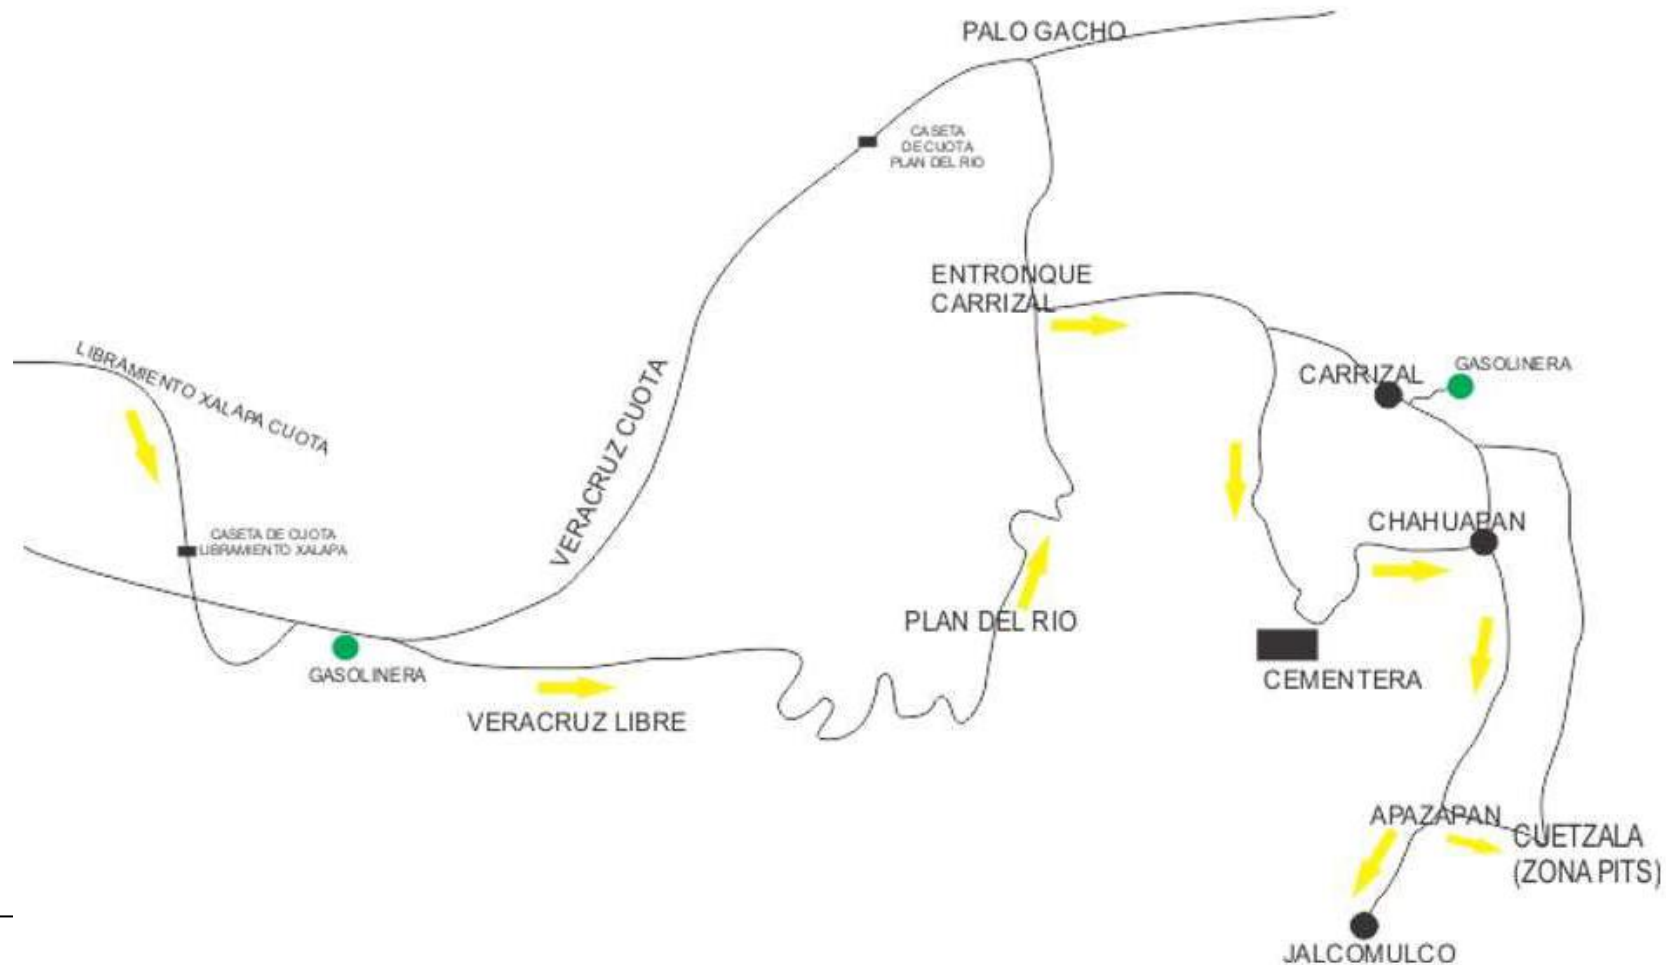 PALO GACHO
CASETA
DE CUOTA
PLAN DEL RIO
ENTRONQUE
CARRIZAL
LIBRAMIENTO XALAPA CUOTA
VERACRUZ CUOTA
CARRIZAL
GASOLINERA
CASETA DE CUOTA
LIBRAMIENTO XALAPA
CHAHUAPAN
PLAN DEL RIO
GASOLINERA
CEMENTERA
VERACRUZ LIBRE
APAZAPAN
CUETZALA
(ZONA PITS)
JALCOMULCO